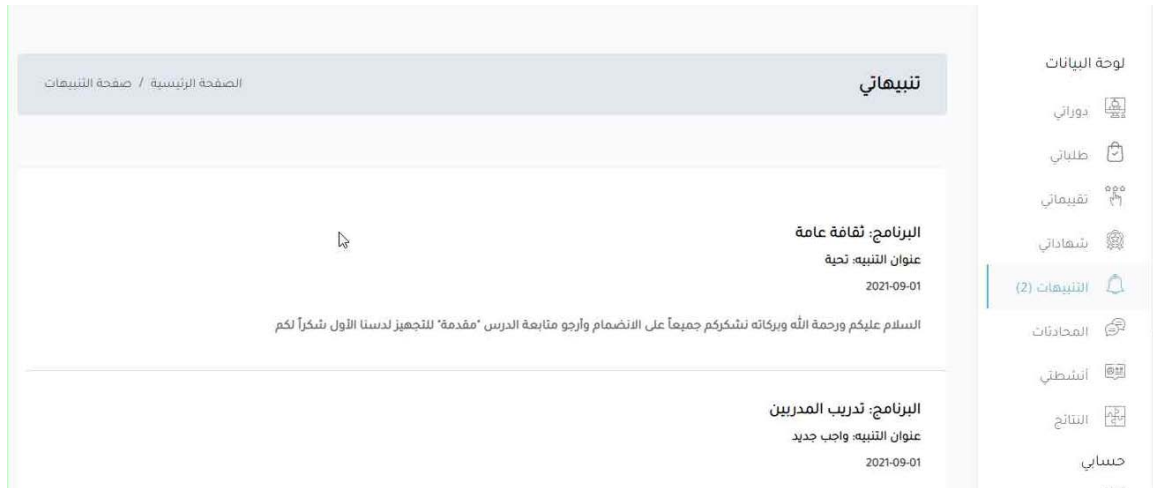 لوحة البيانات
دوراتي
طلباتي
تقييماتي
شهاداتي
التنبيهات (2)
المحادثات
أنشطتي
النتائج
حسابي
تنبيهاتي
الصفحة الرئيسية / صفحة التنبيهات
البرنامج: ثقافة عامة
عنوان التنبيه: تحية
2021-09-01
السلام عليكم ورحمة الله وبركاته نشكركم جميعاً على الانضمام وأرجو متابعة الدرس "مقدمة" للتجهيز لدسنا الأول شكراً لكم
البرنامج: تدريب المدربين
عنوان التنبيه: واجب جديد
2021-09-01